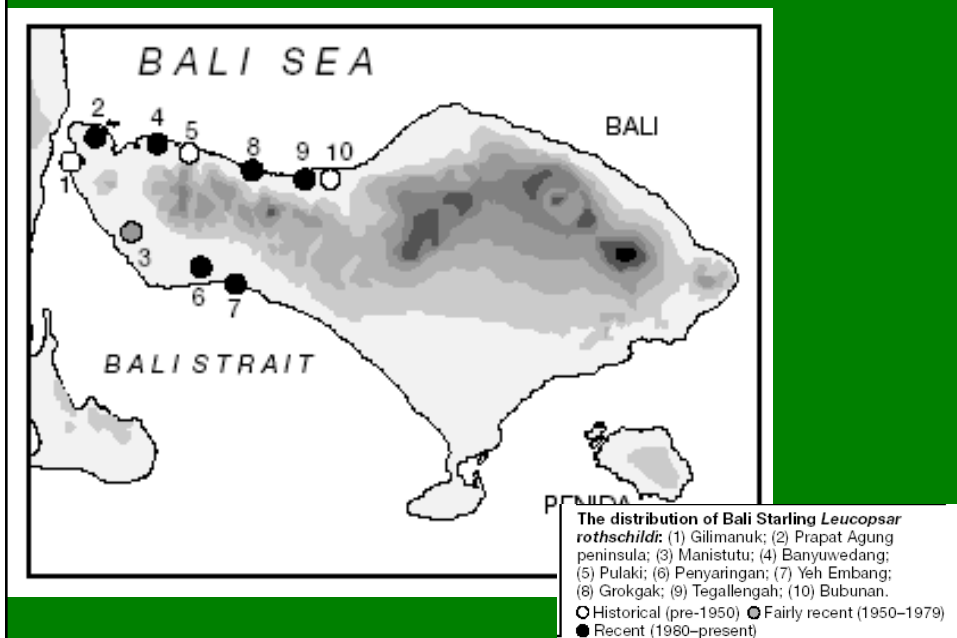 BALI SEA
2
4
5
8
9
10
BALI
1
3
6
7
BALI STRAIT
PENIDA
The distribution of Bali Starling Leucopsar
rothschildi: (1) Gilimanuk; (2) Prapat Agung
peninsula; (3) Manistutu; (4) Banyuwedang;
(5) Pulaki; (6) Penyaringan; (7) Yeh Embang;
(8) Grokgak; (9) Tegallengah; (10) Bubunan.
Historical (pre-1950) Fairly recent (1950–1979)
Recent (1980–present)